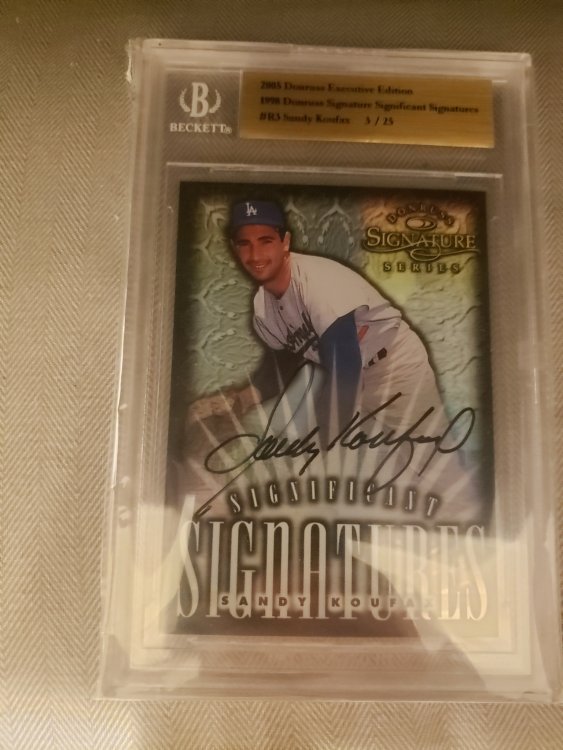 B
BECKETT®
2005 Donruss Executive Edition
1998 Donruss Signature Significant Signatures
#R3 Sandy Koufax 3 / 25
LA
DONRUSS
SIGNATURE
SERIES
Sandy Koufax
SIGNIFICANT
SIGNATURES
SANDY KOUFAX